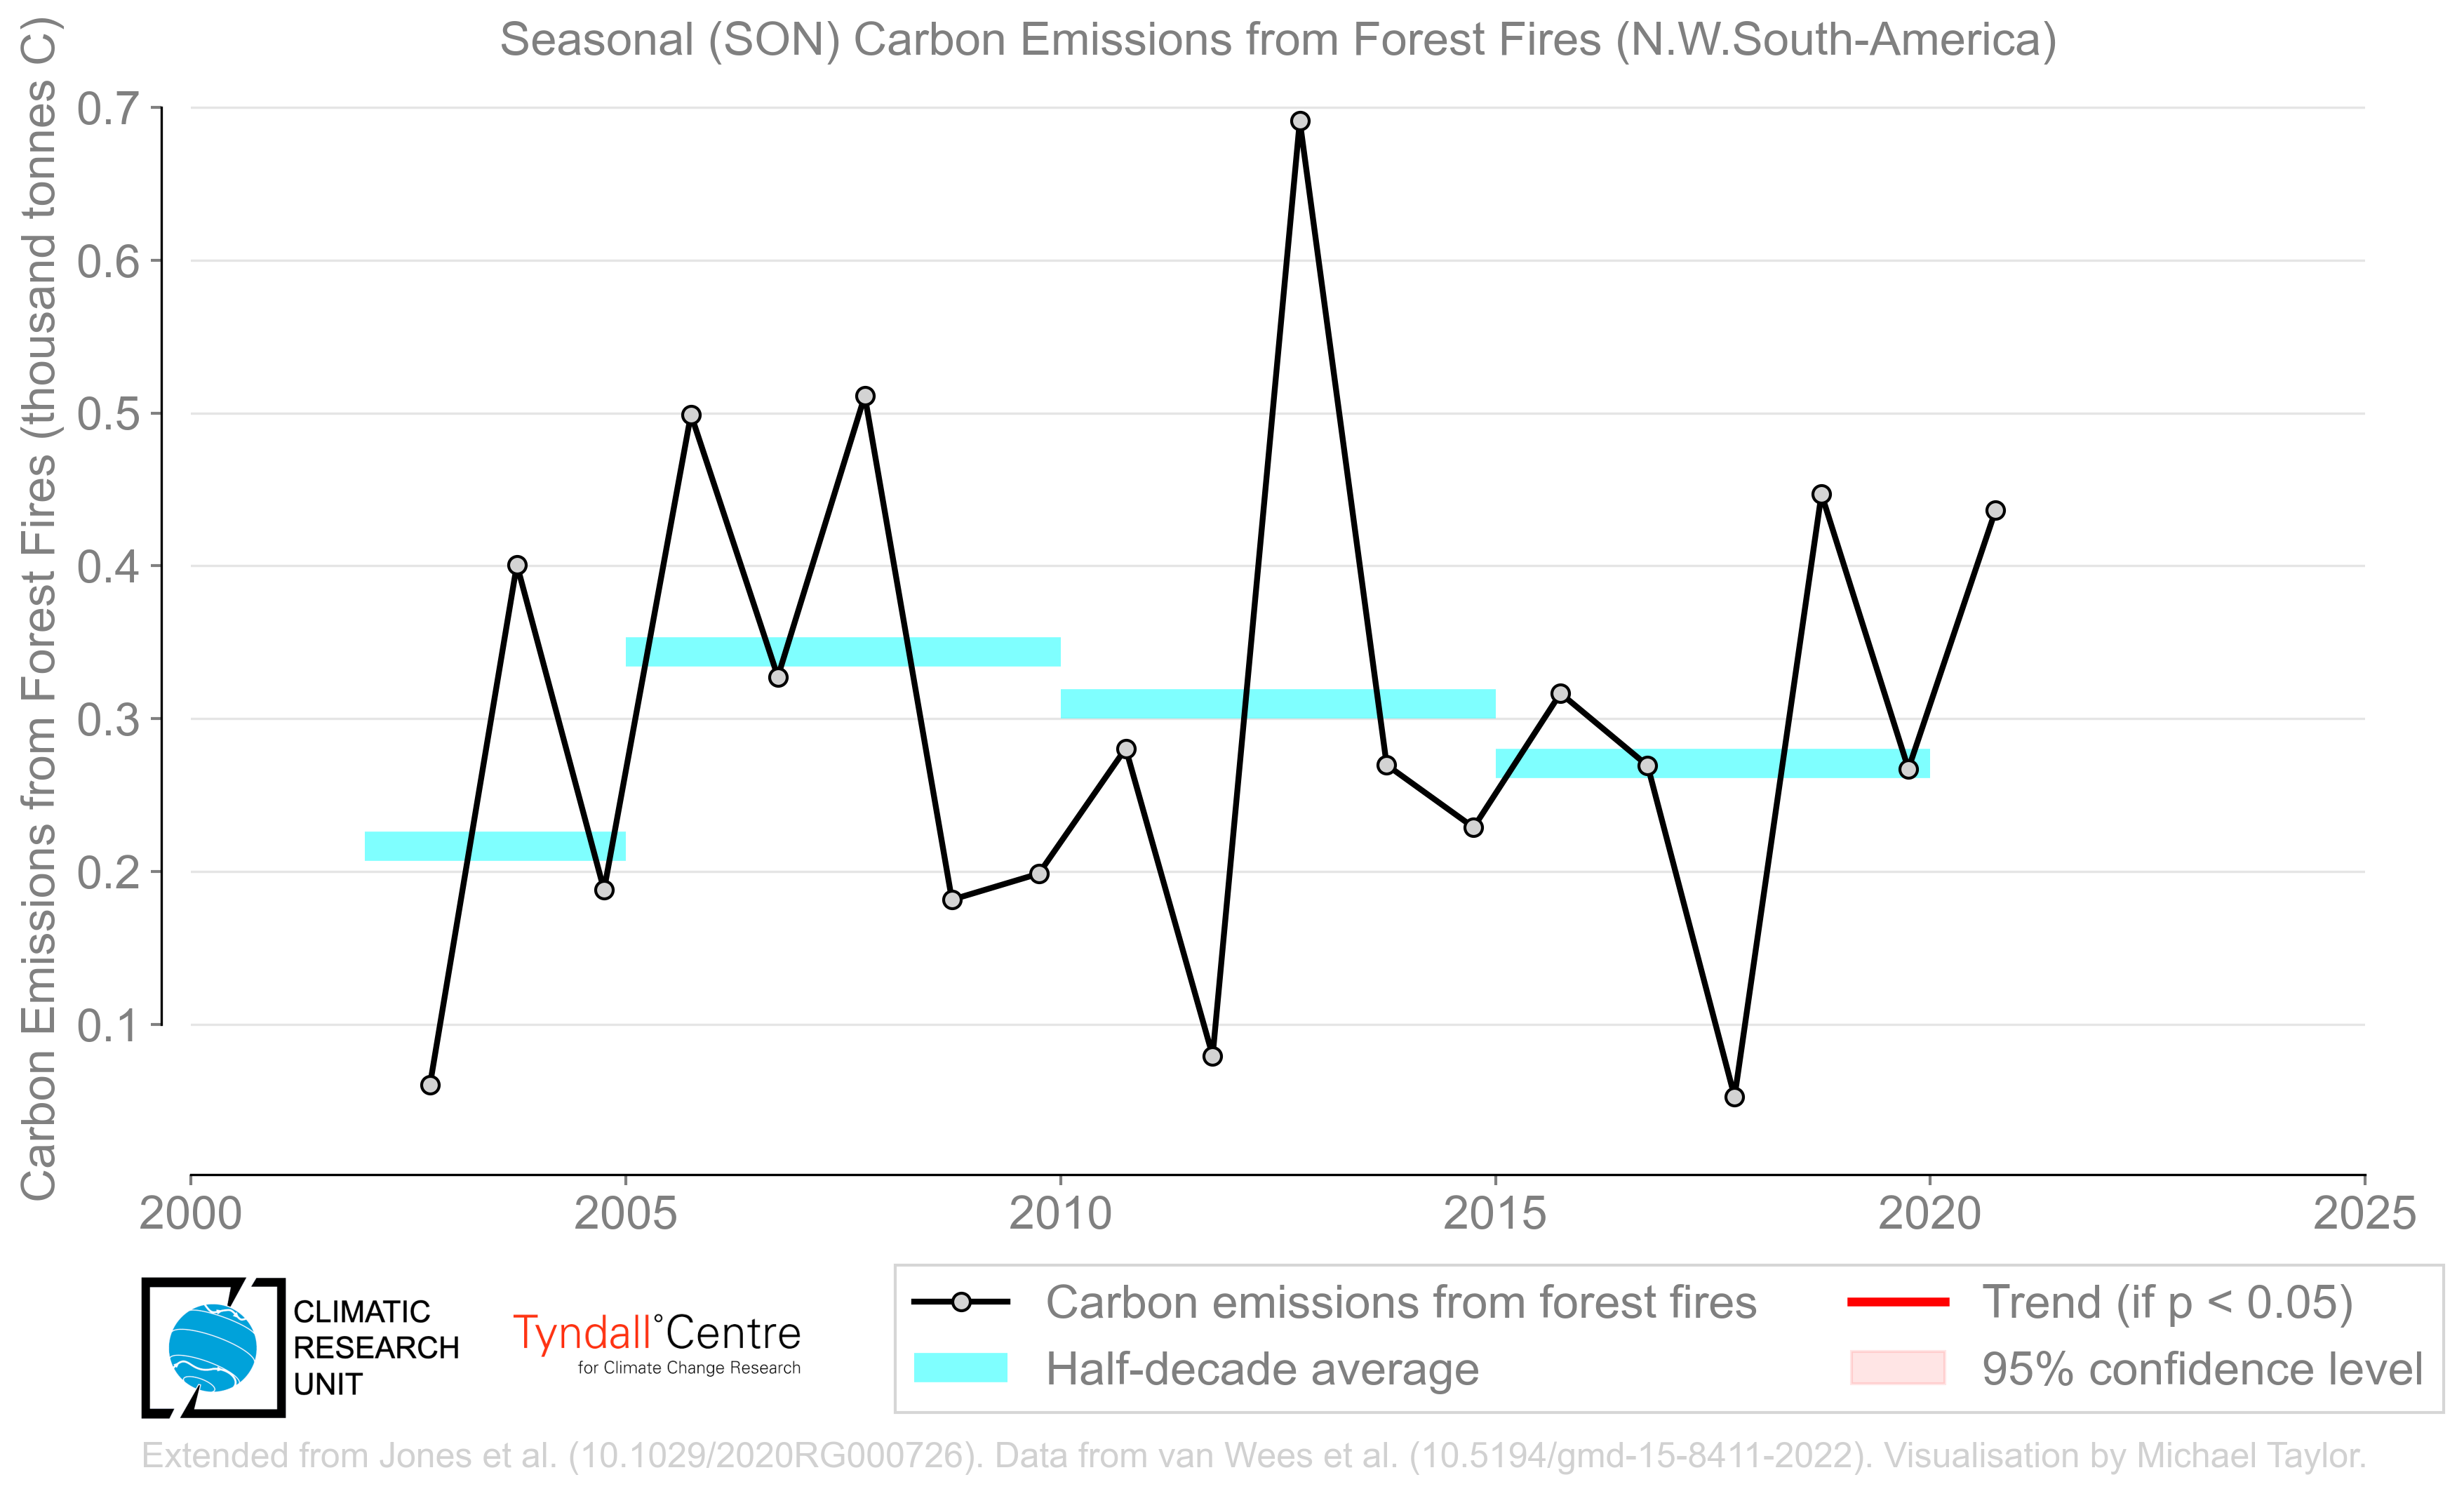 Seasonal (SON) Carbon Emissions from Forest Fires (N.W.South-America)
Carbon Emissions from Forest Fires (thousand tonnes C)
0.7
0.6
0.5
0.4
0.3
0.2
0.1
2000
2005
2010
2015
2020
2025
CLIMATIC
RESEARCH
UNIT
Tyndall°Centre
for Climate Change Research
Carbon emissions from forest fires
Half-decade average
Trend (if p < 0.05)
95% confidence level
Extended from Jones et al. (10.1029/2020RG000726). Data from van Wees et al. (10.5194/gmd-15-8411-2022). Visualisation by Michael Taylor.